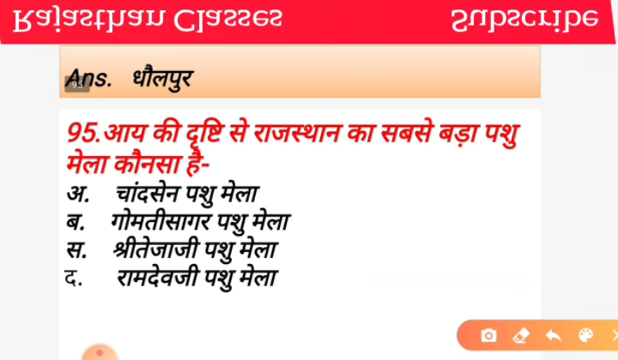 Rajasthan Classes Subscribe
Ans. धौलपुर
95.आय की दृष्टि से राजस्थान का सबसे बड़ा पशु
मेला कौनसा है-
अ. चांदसेन पशु मेला
ब. गोमतीसागर पशु मेला
स. श्रीतेजाजी पशु मेला
द. रामदेवजी पशु मेला